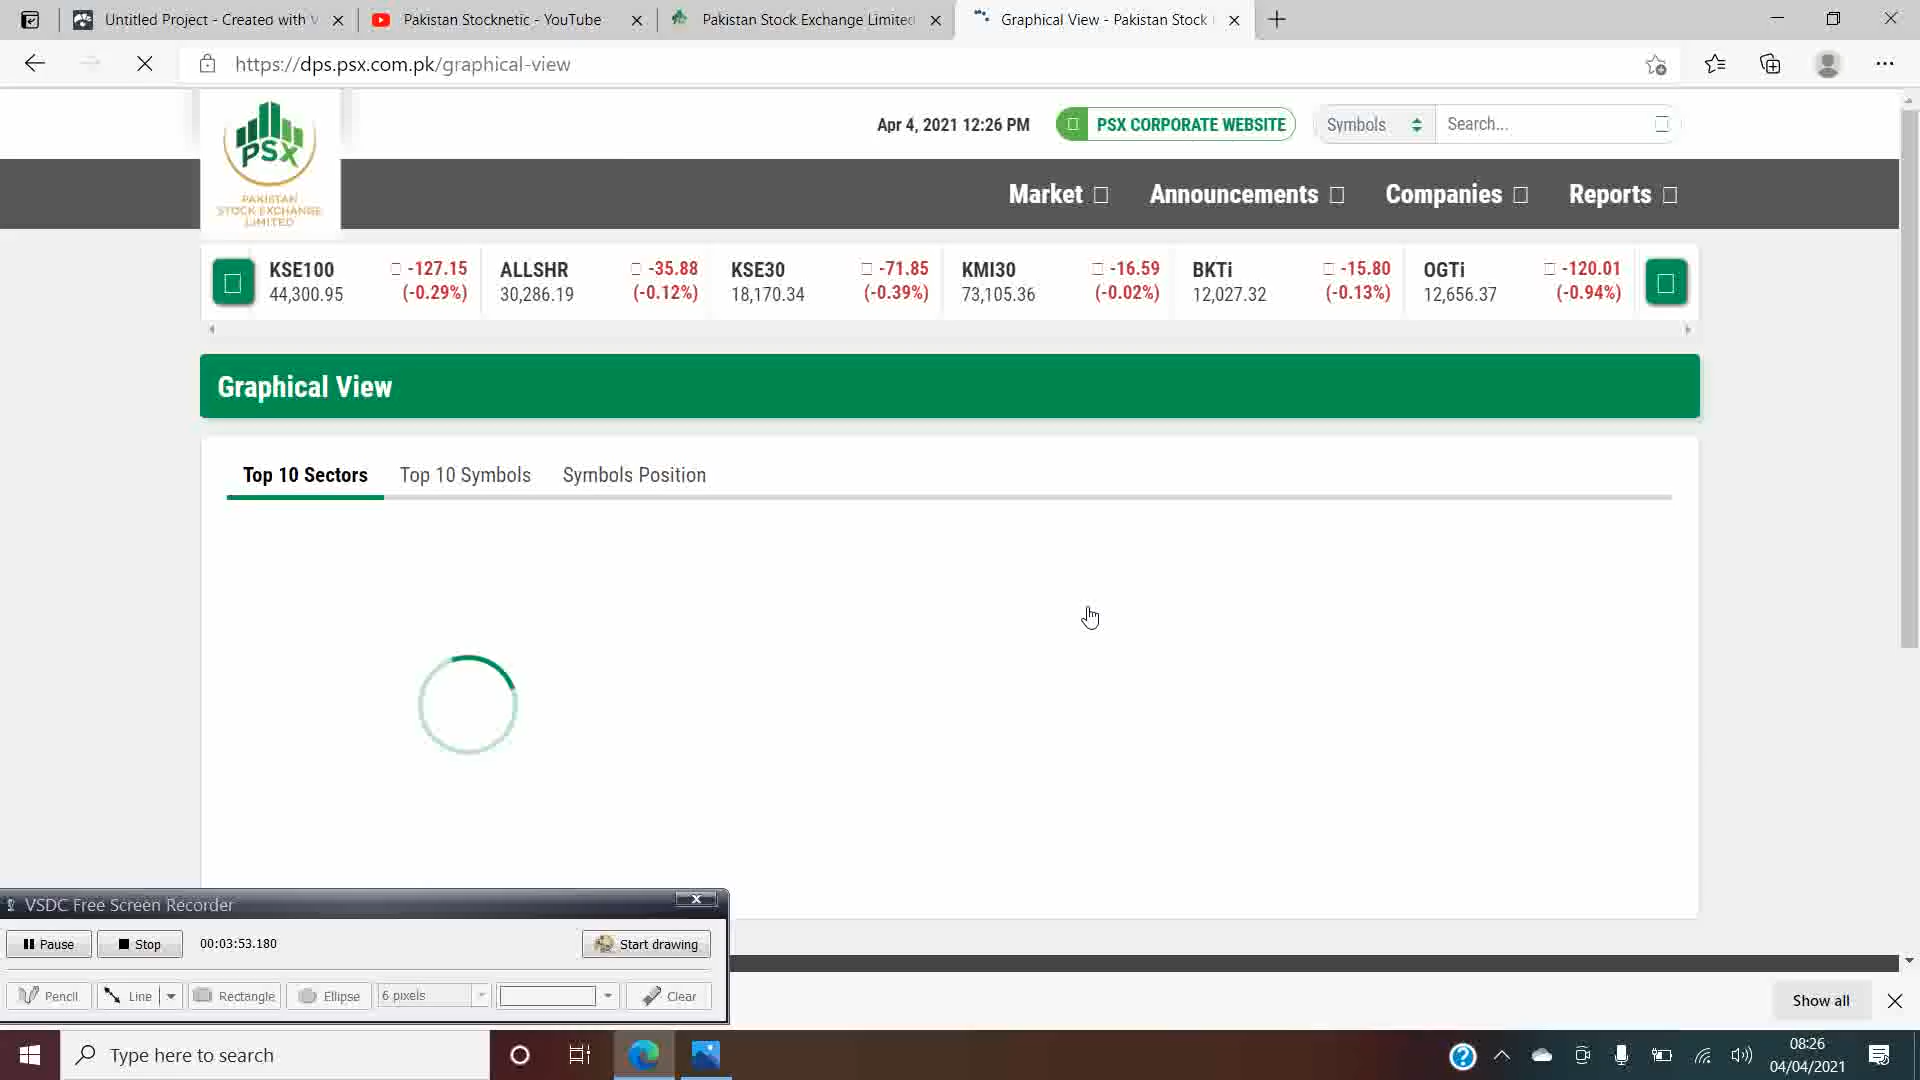 Untitled Project - Created with V
Pakistan Stocknetic - YouTube
Pakistan Stock Exchange Limited
Graphical View - Pakistan Stock
https://dps.psx.com.pk/graphical-view
PSX
PAKISTAN
STOCK EXCHANGE
LIMITED
Apr 4, 2021 12:26 PM
PSX CORPORATE WEBSITE
Symbols
Search...
Market
Announcements
Companies
Reports
KSE100 -127.15
44,300.95 (-0.29%)
ALLSHR -35.88
30,286.19 (-0.12%)
KSE30 -71.85
18,170.34 (-0.39%)
KMI30 -16.59
73,105.36 (-0.02%)
BKTi -15.80
12,027.32 (-0.13%)
OGTi -120.01
12,656.37 (-0.94%)
Graphical View
Top 10 Sectors
Top 10 Symbols
Symbols Position
VSDC Free Screen Recorder
Pause
Stop
00:03:53.180
Start drawing
Pencil
Line
Rectangle
Ellipse
6 pixels
Clear
Show all
Type here to search
08:26
04/04/2021